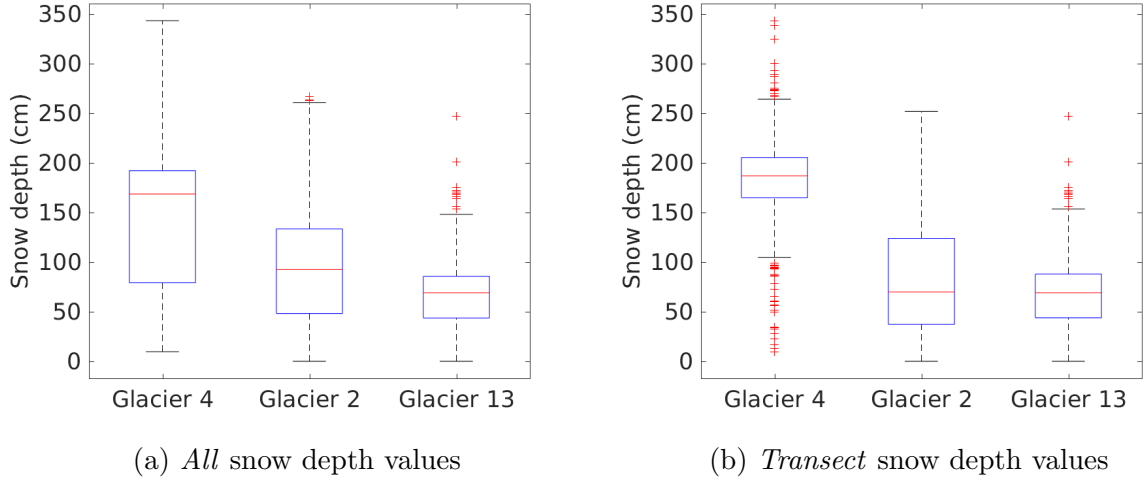 350
300
250
200
150
100
50
0
Snow depth (cm)
Glacier 4 Glacier 2 Glacier 13
(a) All snow depth values
350
300
250
200
150
100
50
0
Snow depth (cm)
Glacier 4 Glacier 2 Glacier 13
(b) Transect snow depth values